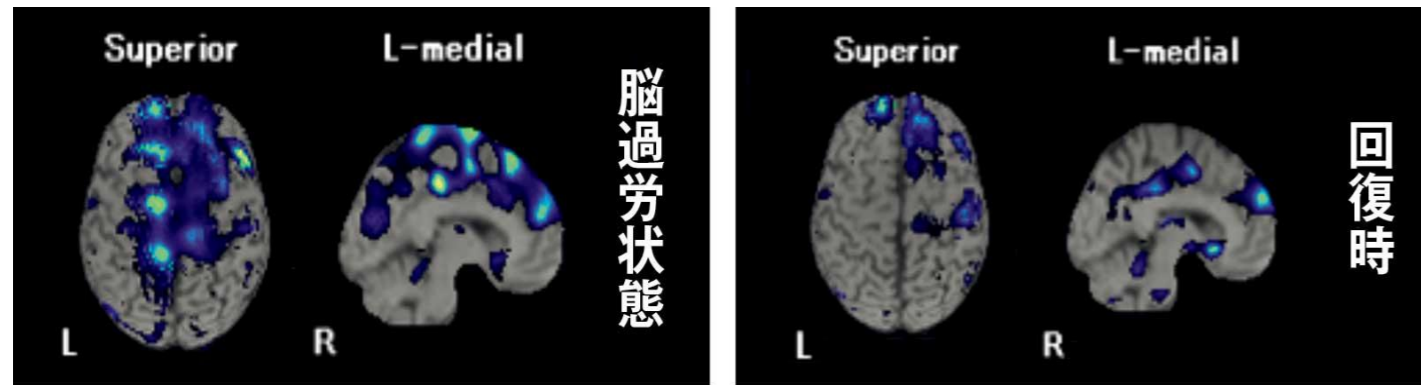 Superior
L-medial
脳過労状態
L
R
Superior
L-medial
回復時
L
R